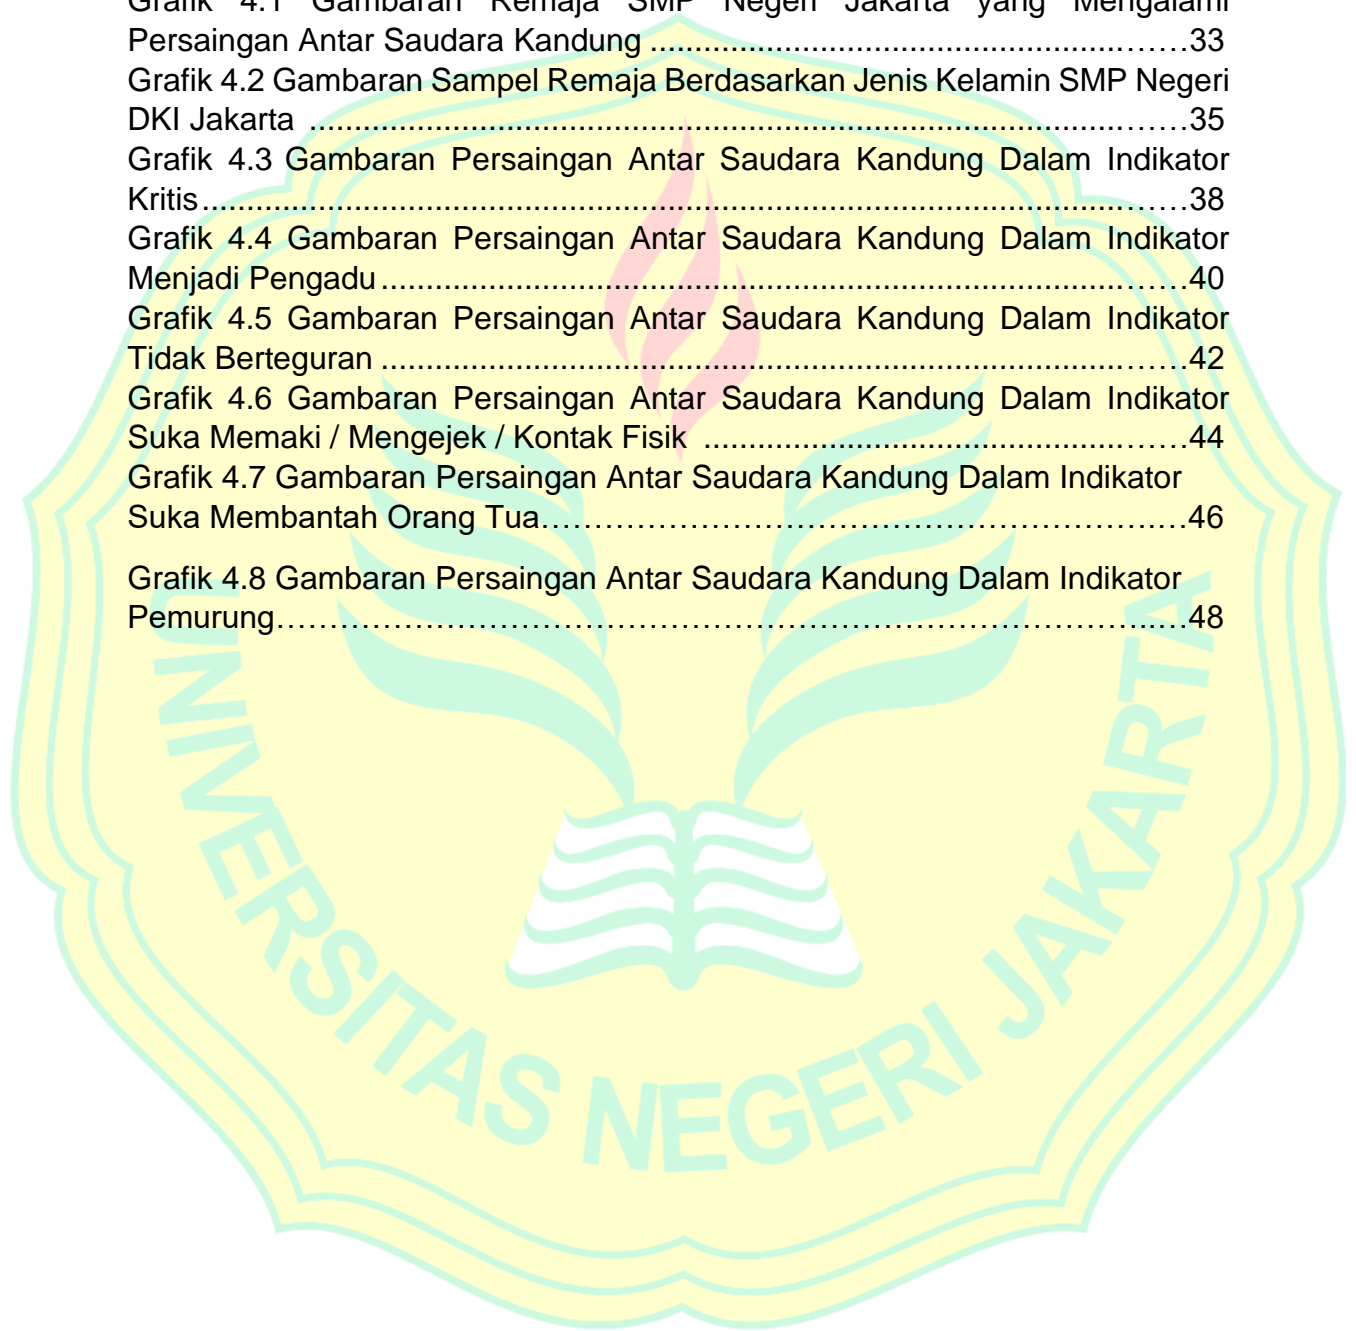 Grafik 4.1 Gambaran Remaja SMP Negeri Jakarta yang Mengalami
Persaingan Antar Saudara Kandung ............................................................33
Grafik 4.2 Gambaran Sampel Remaja Berdasarkan Jenis Kelamin SMP Negeri
DKI Jakarta ............................................................35
Grafik 4.3 Gambaran Persaingan Antar Saudara Kandung Dalam Indikator
Kritis............................................................38
Grafik 4.4 Gambaran Persaingan Antar Saudara Kandung Dalam Indikator
Menjadi Pengadu............................................................40
Grafik 4.5 Gambaran Persaingan Antar Saudara Kandung Dalam Indikator
Tidak Berteguran ............................................................42
Grafik 4.6 Gambaran Persaingan Antar Saudara Kandung Dalam Indikator
Suka Memaki / Mengejek / Kontak Fisik ..................................................44
Grafik 4.7 Gambaran Persaingan Antar Saudara Kandung Dalam Indikator
Suka Membantah Orang Tua............................................................46
Grafik 4.8 Gambaran Persaingan Antar Saudara Kandung Dalam Indikator
Pemurung............................................................48
UNIVERSITAS NEGERI JAKARTA